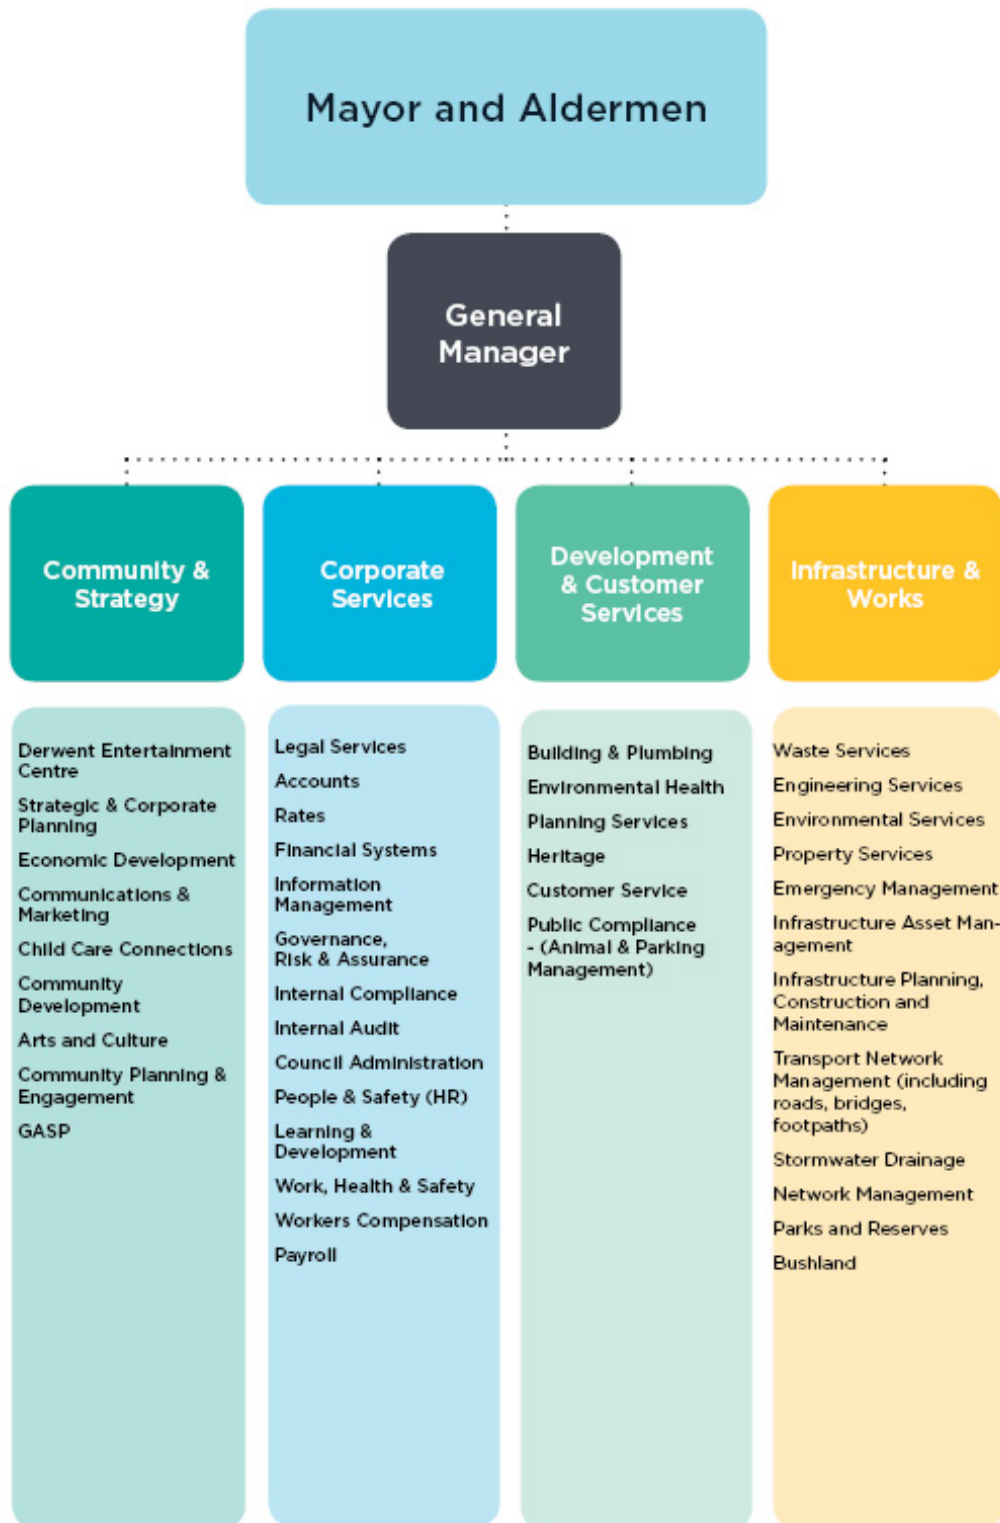 Mayor and Aldermen
General
Manager
Community &
Strategy
Corporate
Services
Development
& Customer
Services
Infrastructure &
Works
Derwent Entertainment
Centre
Strategic & Corporate
Planning
Economic Development
Communications &
Marketing
Child Care Connections
Community
Development
Arts and Culture
Community Planning &
Engagement
GASP
Legal Services
Accounts
Rates
Financial Systems
Information
Management
Governance,
Risk & Assurance
Internal Compliance
Internal Audit
Council Administration
People & Safety (HR)
Learning &
Development
Work, Health & Safety
Workers Compensation
Payroll
Building & Plumbing
Environmental Health
Planning Services
Heritage
Customer Service
Public Compliance
- (Animal & Parking
Management)
Waste Services
Engineering Services
Environmental Services
Property Services
Emergency Management
Infrastructure Asset Man-
agement
Infrastructure Planning,
Construction and
Maintenance
Transport Network
Management (including
roads, bridges,
footpaths)
Stormwater Drainage
Network Management
Parks and Reserves
Bushland